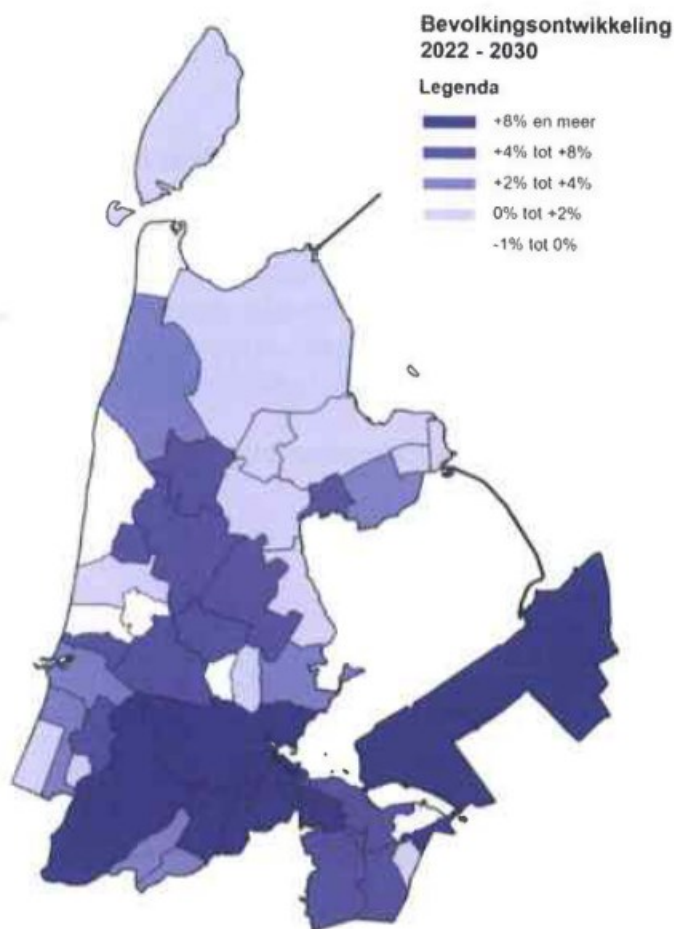 Bevolkingsontwikkeling
2022 - 2030
Legenda
+8% en meer
+4% tot +8%
+2% tot +4%
0% tot +2%
-1% tot 0%